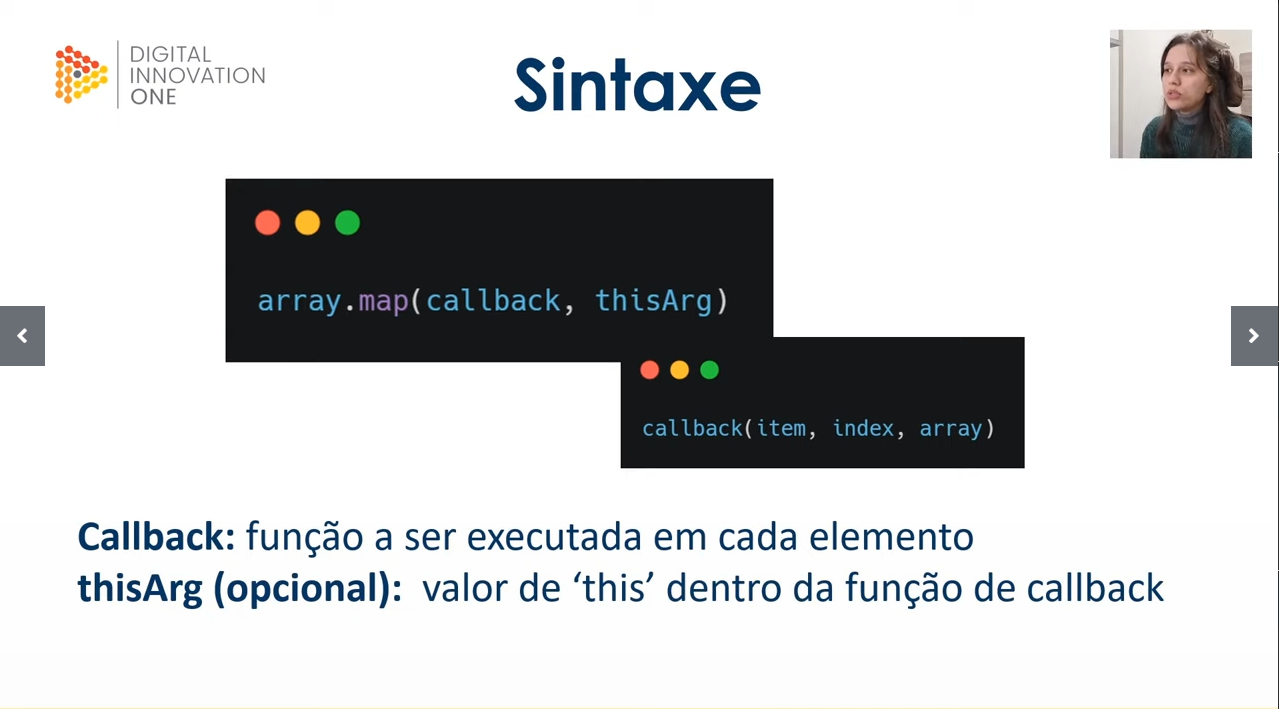 DIGITAL
INNOVATION
ONE
Sintaxe
array.map(callback, thisArg)
callback(item, index, array)
Callback: função a ser executada em cada elemento
thisArg (opcional): valor de ‘this’ dentro da função de callback